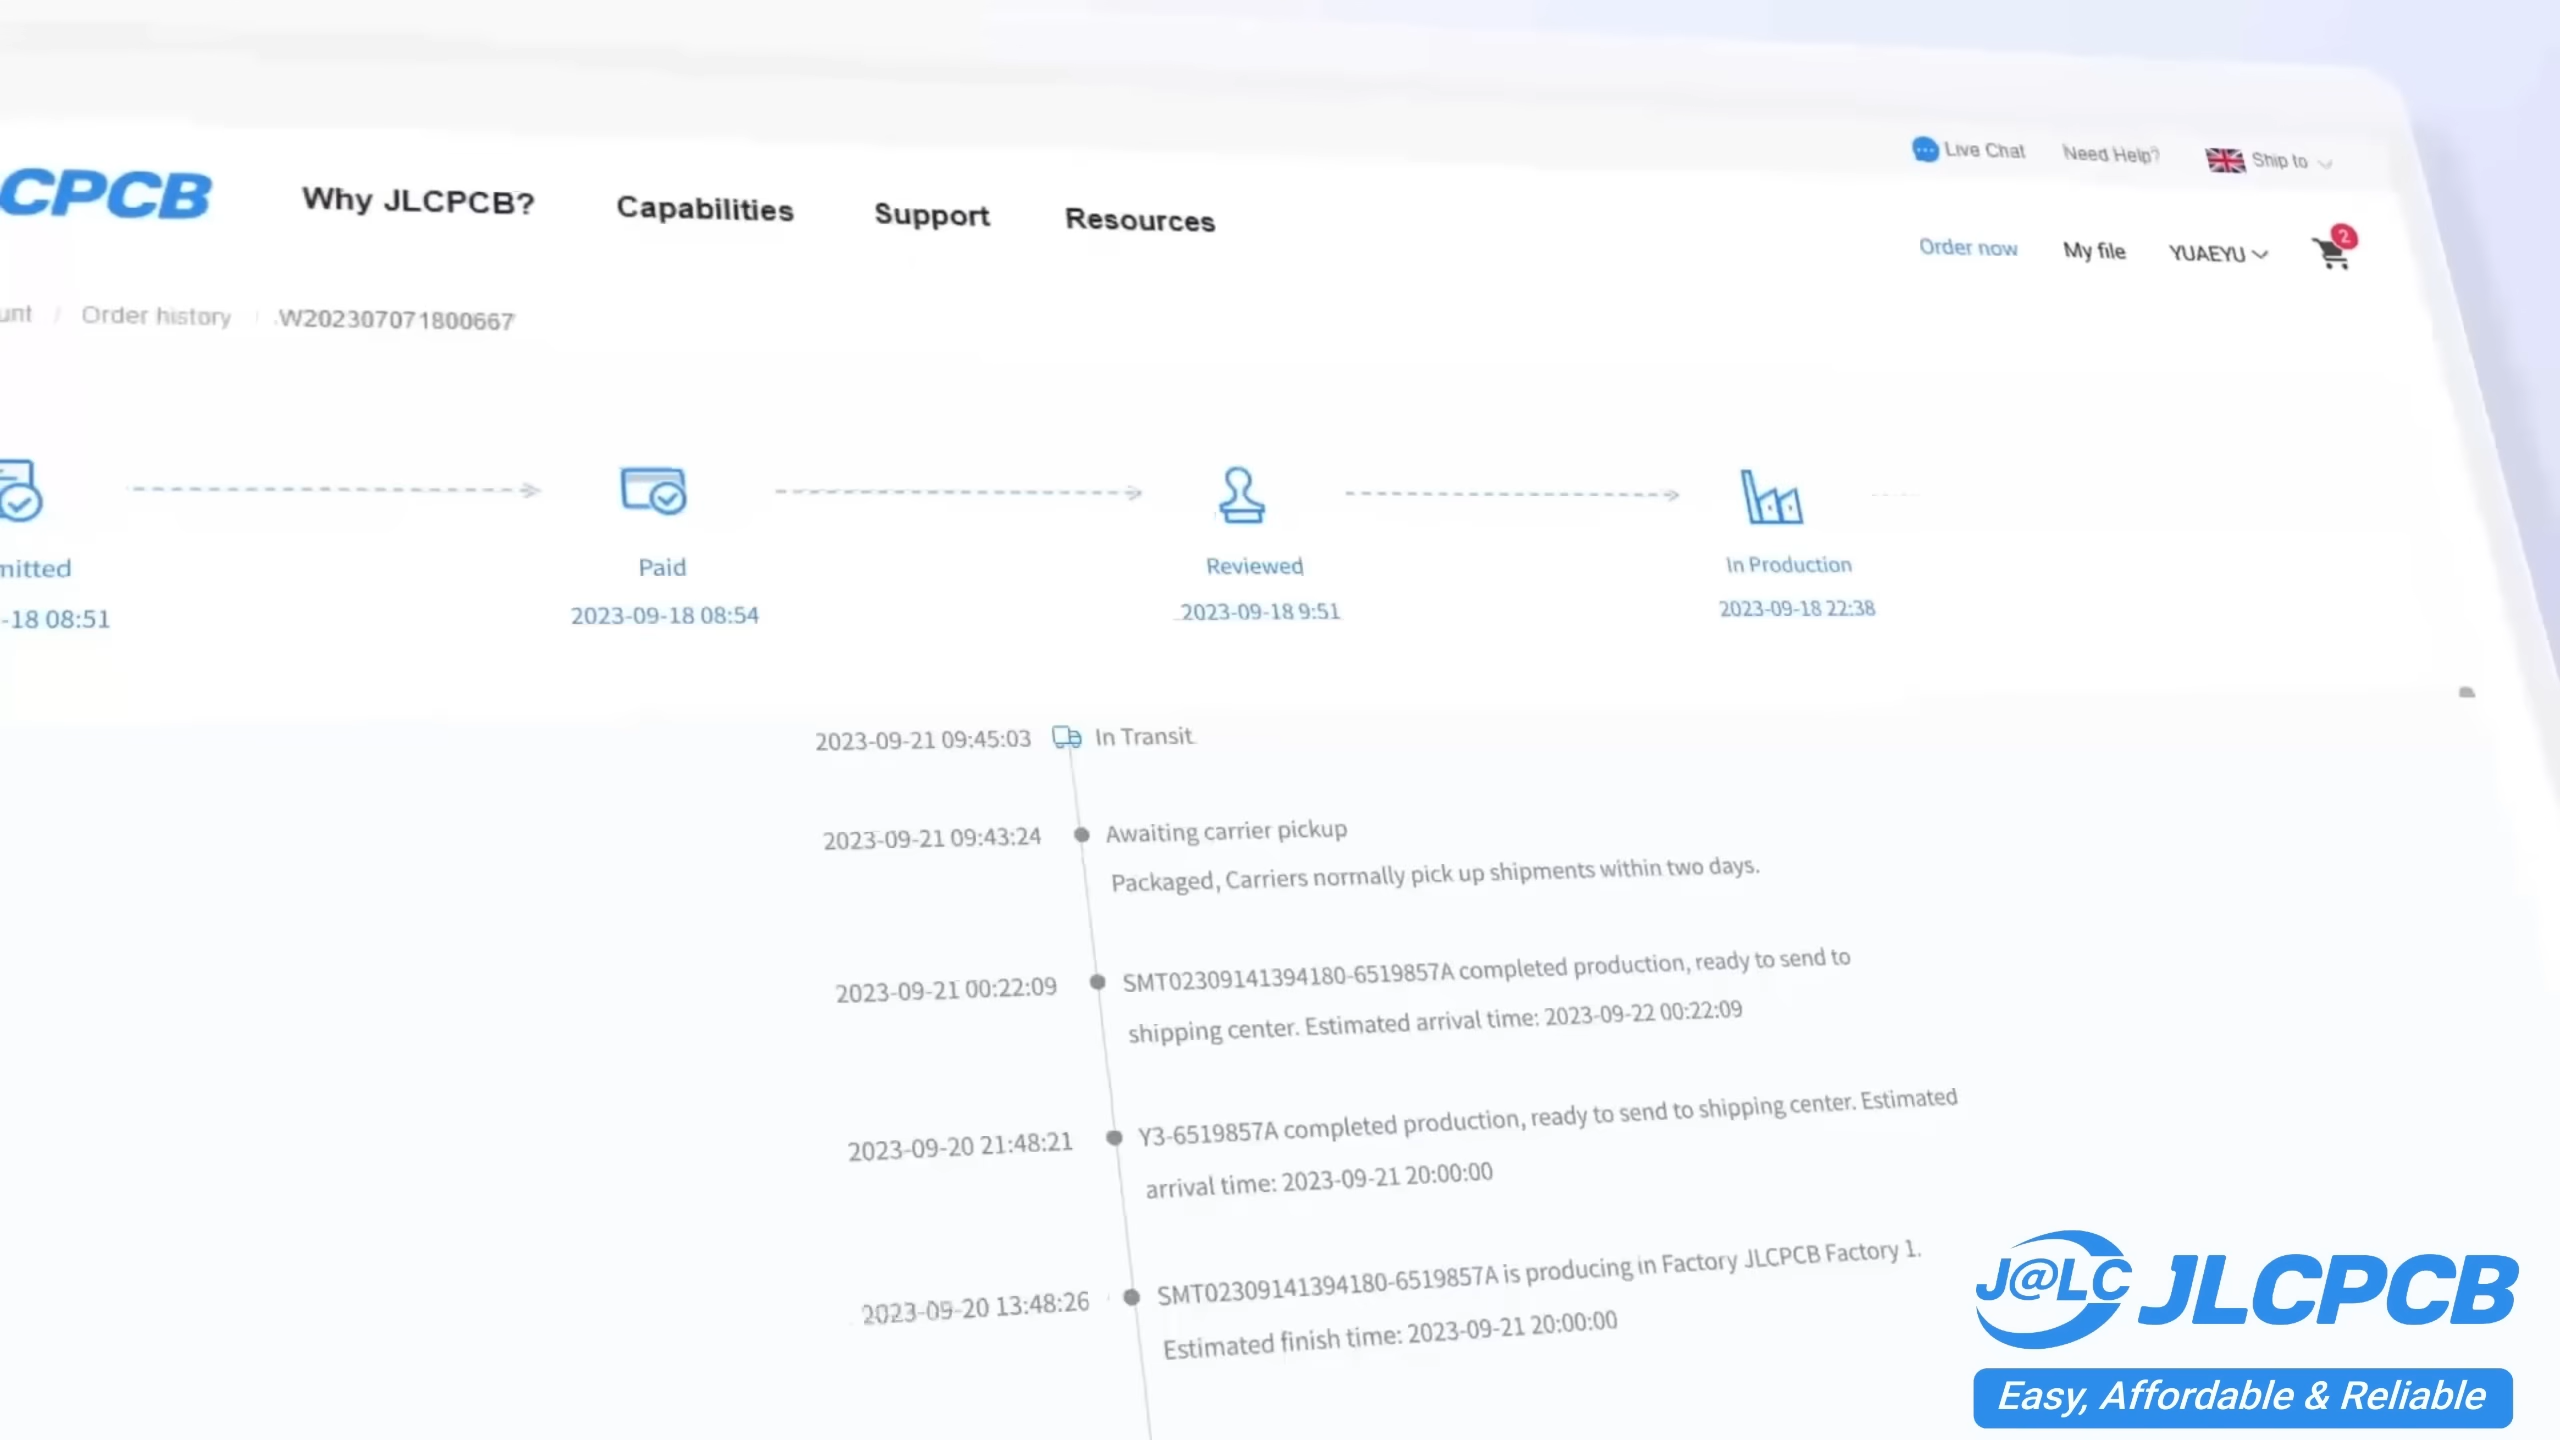 Live Chat Need Help? Ship to
CPCB Why JLCPCB? Capabilities Support Resources
Order now My file YUAEYU 2
unt / Order history W202307071800667
mitted Paid Reviewed In Production
-18 08:51 2023-09-18 08:54 2023-09-18 9:51 2023-09-18 22:38
2023-09-21 09:45:03 In Transit
2023-09-21 09:43:24 Awaiting carrier pickup
Packaged, Carriers normally pick up shipments within two days.
2023-09-21 00:22:09 SMT02309141394180-6519857A completed production, ready to send to
shipping center. Estimated arrival time: 2023-09-22 00:22:09
2023-09-20 21:48:21 Y3-6519857A completed production, ready to send to shipping center. Estimated
arrival time: 2023-09-21 20:00:00
2023-09-20 13:48:26 SMT02309141394180-6519857A is producing in Factory JLCPCB Factory 1.
Estimated finish time: 2023-09-21 20:00:00
J@LC JLCPCB
Easy, Affordable & Reliable